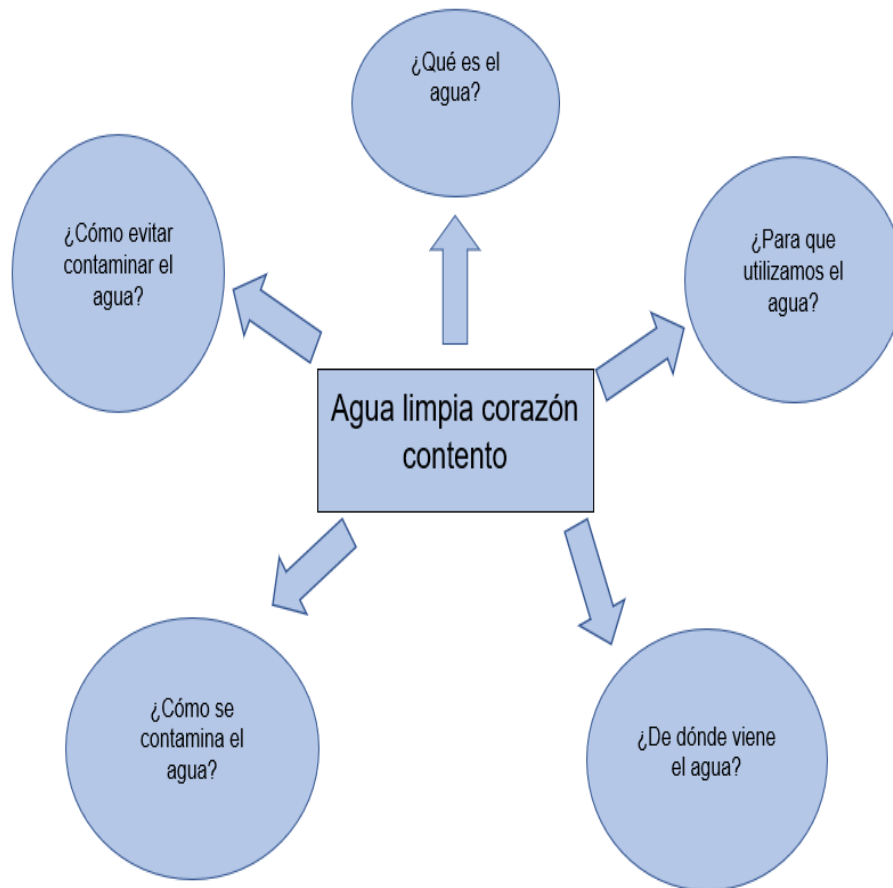 ¿Qué es el
agua?
¿Cómo evitar
contaminar el
agua?
¿Para que
utilizamos el
agua?
Agua limpia corazón
contento
¿Cómo se
contamina el
agua?
¿De dónde viene
el agua?